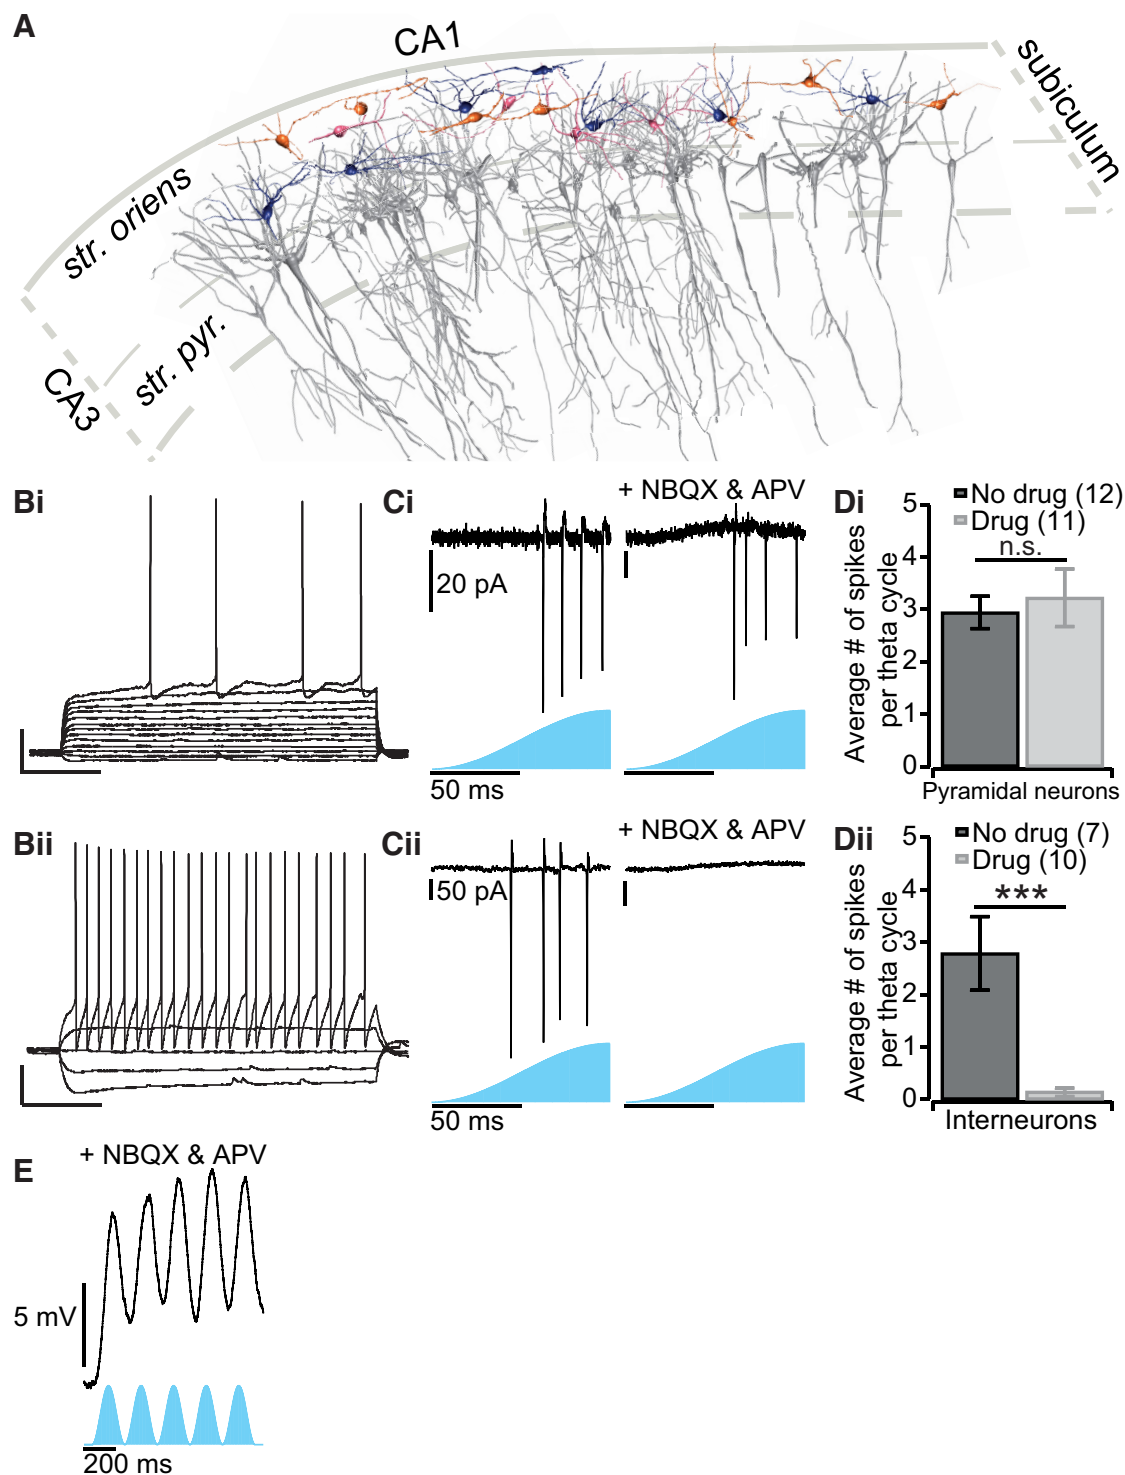 A
CA1
subiculum
str. oriens
str. pyr.
CA3
Bi
Ci
+ NBQX & APV
20 pA
50 ms
Di
No drug (12)
Drug (11)
n.s.
5
4
3
2
1
0
Average # of spikes
per theta cycle
Pyramidal neurons
Bii
Cii
+ NBQX & APV
50 pA
50 ms
Dii
No drug (7)
Drug (10)
***
5
4
3
2
1
0
Average # of spikes
per theta cycle
Interneurons
E
+ NBQX & APV
5 mV
200 ms